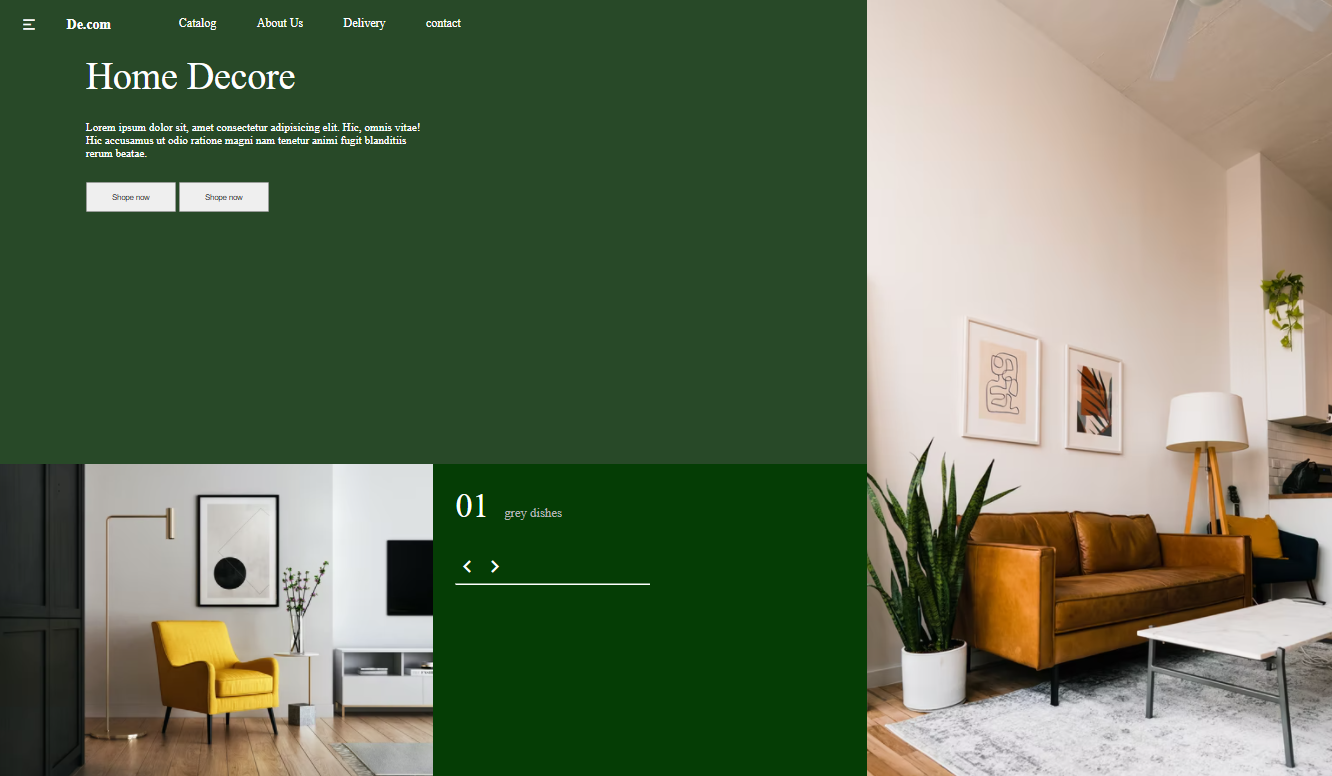 De.com Catalog About Us Delivery contact
Home Decore
Lorem ipsum dolor sit, amet consectetur adipisicing elit. Hic, omnis vitae!
Hic accusamus ut odio ratione magni nam tenetur animi fugit blanditiis
rerum beatae.
Shope now Shope now
01 grey dishes